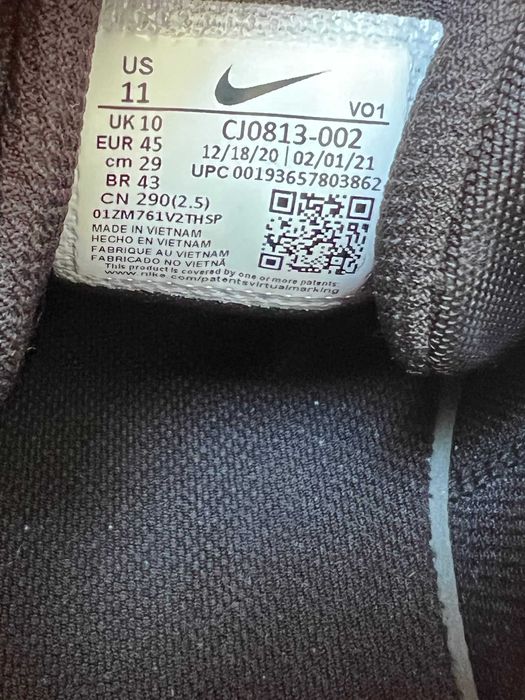 US
11
VO1
UK 10
EUR 45
cm 29
BR 43
CN 290(2.5)
01ZM761V2THSP
CJ0813-002
12/18/20 | 02/01/21
UPC 00193657803862
MADE IN VIETNAM
HECHO EN VIETNAM
FABRIQUE AU VIETNAM
FABRICADO NO VIETNÃ
This product is covered by one or more patents
www.nike.com/patentsvirtualmarking